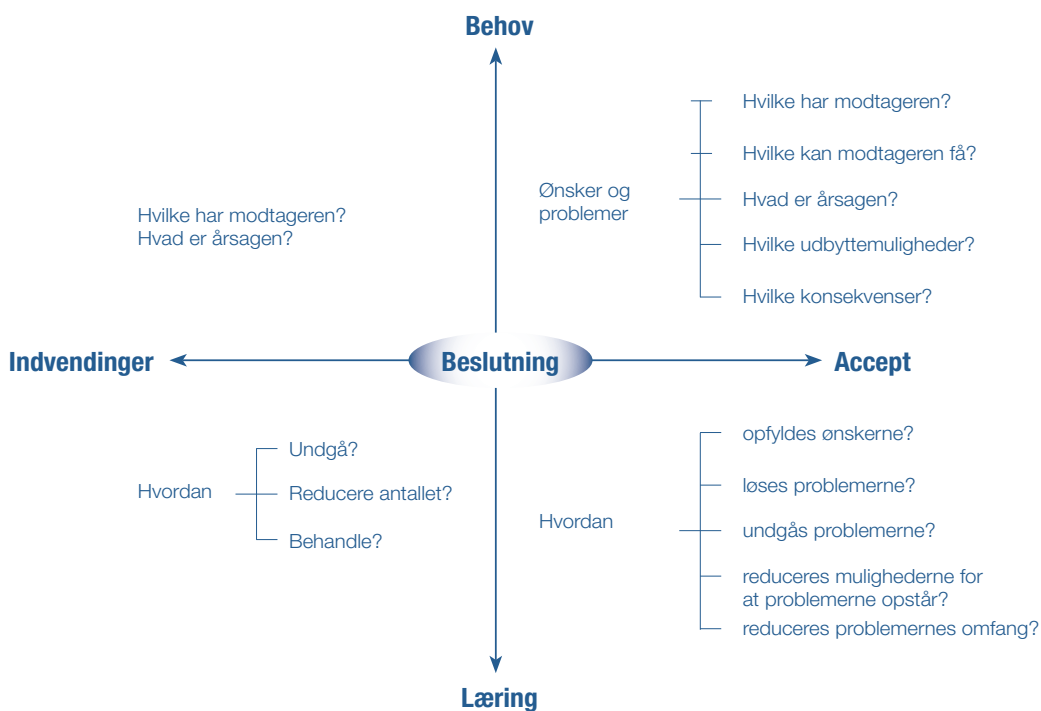 Behov
Hvilke har modtageren?
Hvad er årsagen?
Ønsker og
problemer
Hvilke har modtageren?
Hvilke kan modtageren få?
Hvad er årsagen?
Hvilke udbyttemuligheder?
Hvilke konsekvenser?
Indvendinger
Beslutning
Accept
Hvordan
Undgå?
Reducere antallet?
Behandle?
Hvordan
opfyldes ønskerne?
løses problemerne?
undgås problemerne?
reduceres mulighederne for
at problemerne opstår?
reduceres problemernes omfang?
Læring